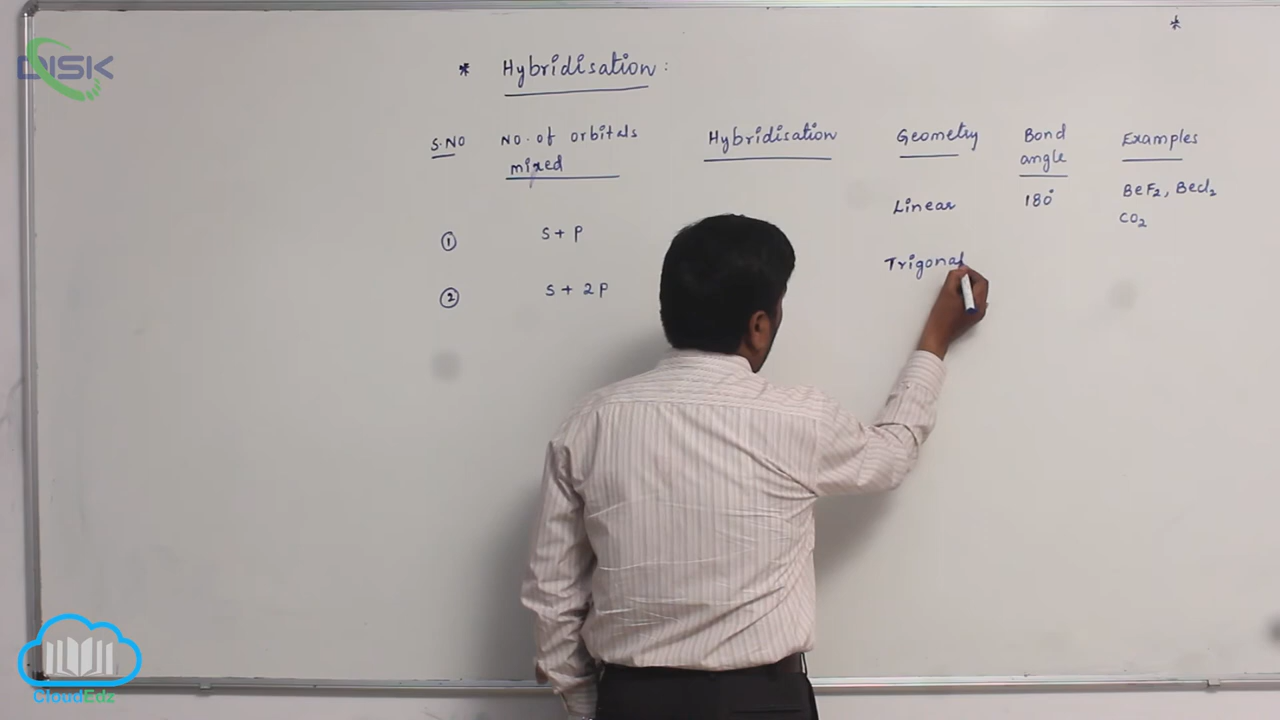 DISK
*
* Hybridisation:
S.NO NO. of orbitals mixed Hybridisation Geometry Bond angle Examples
① S + P Linear 180° BeF₂, BeCl₂
CO₂
② S + 2P Trigonal
CloudEdz